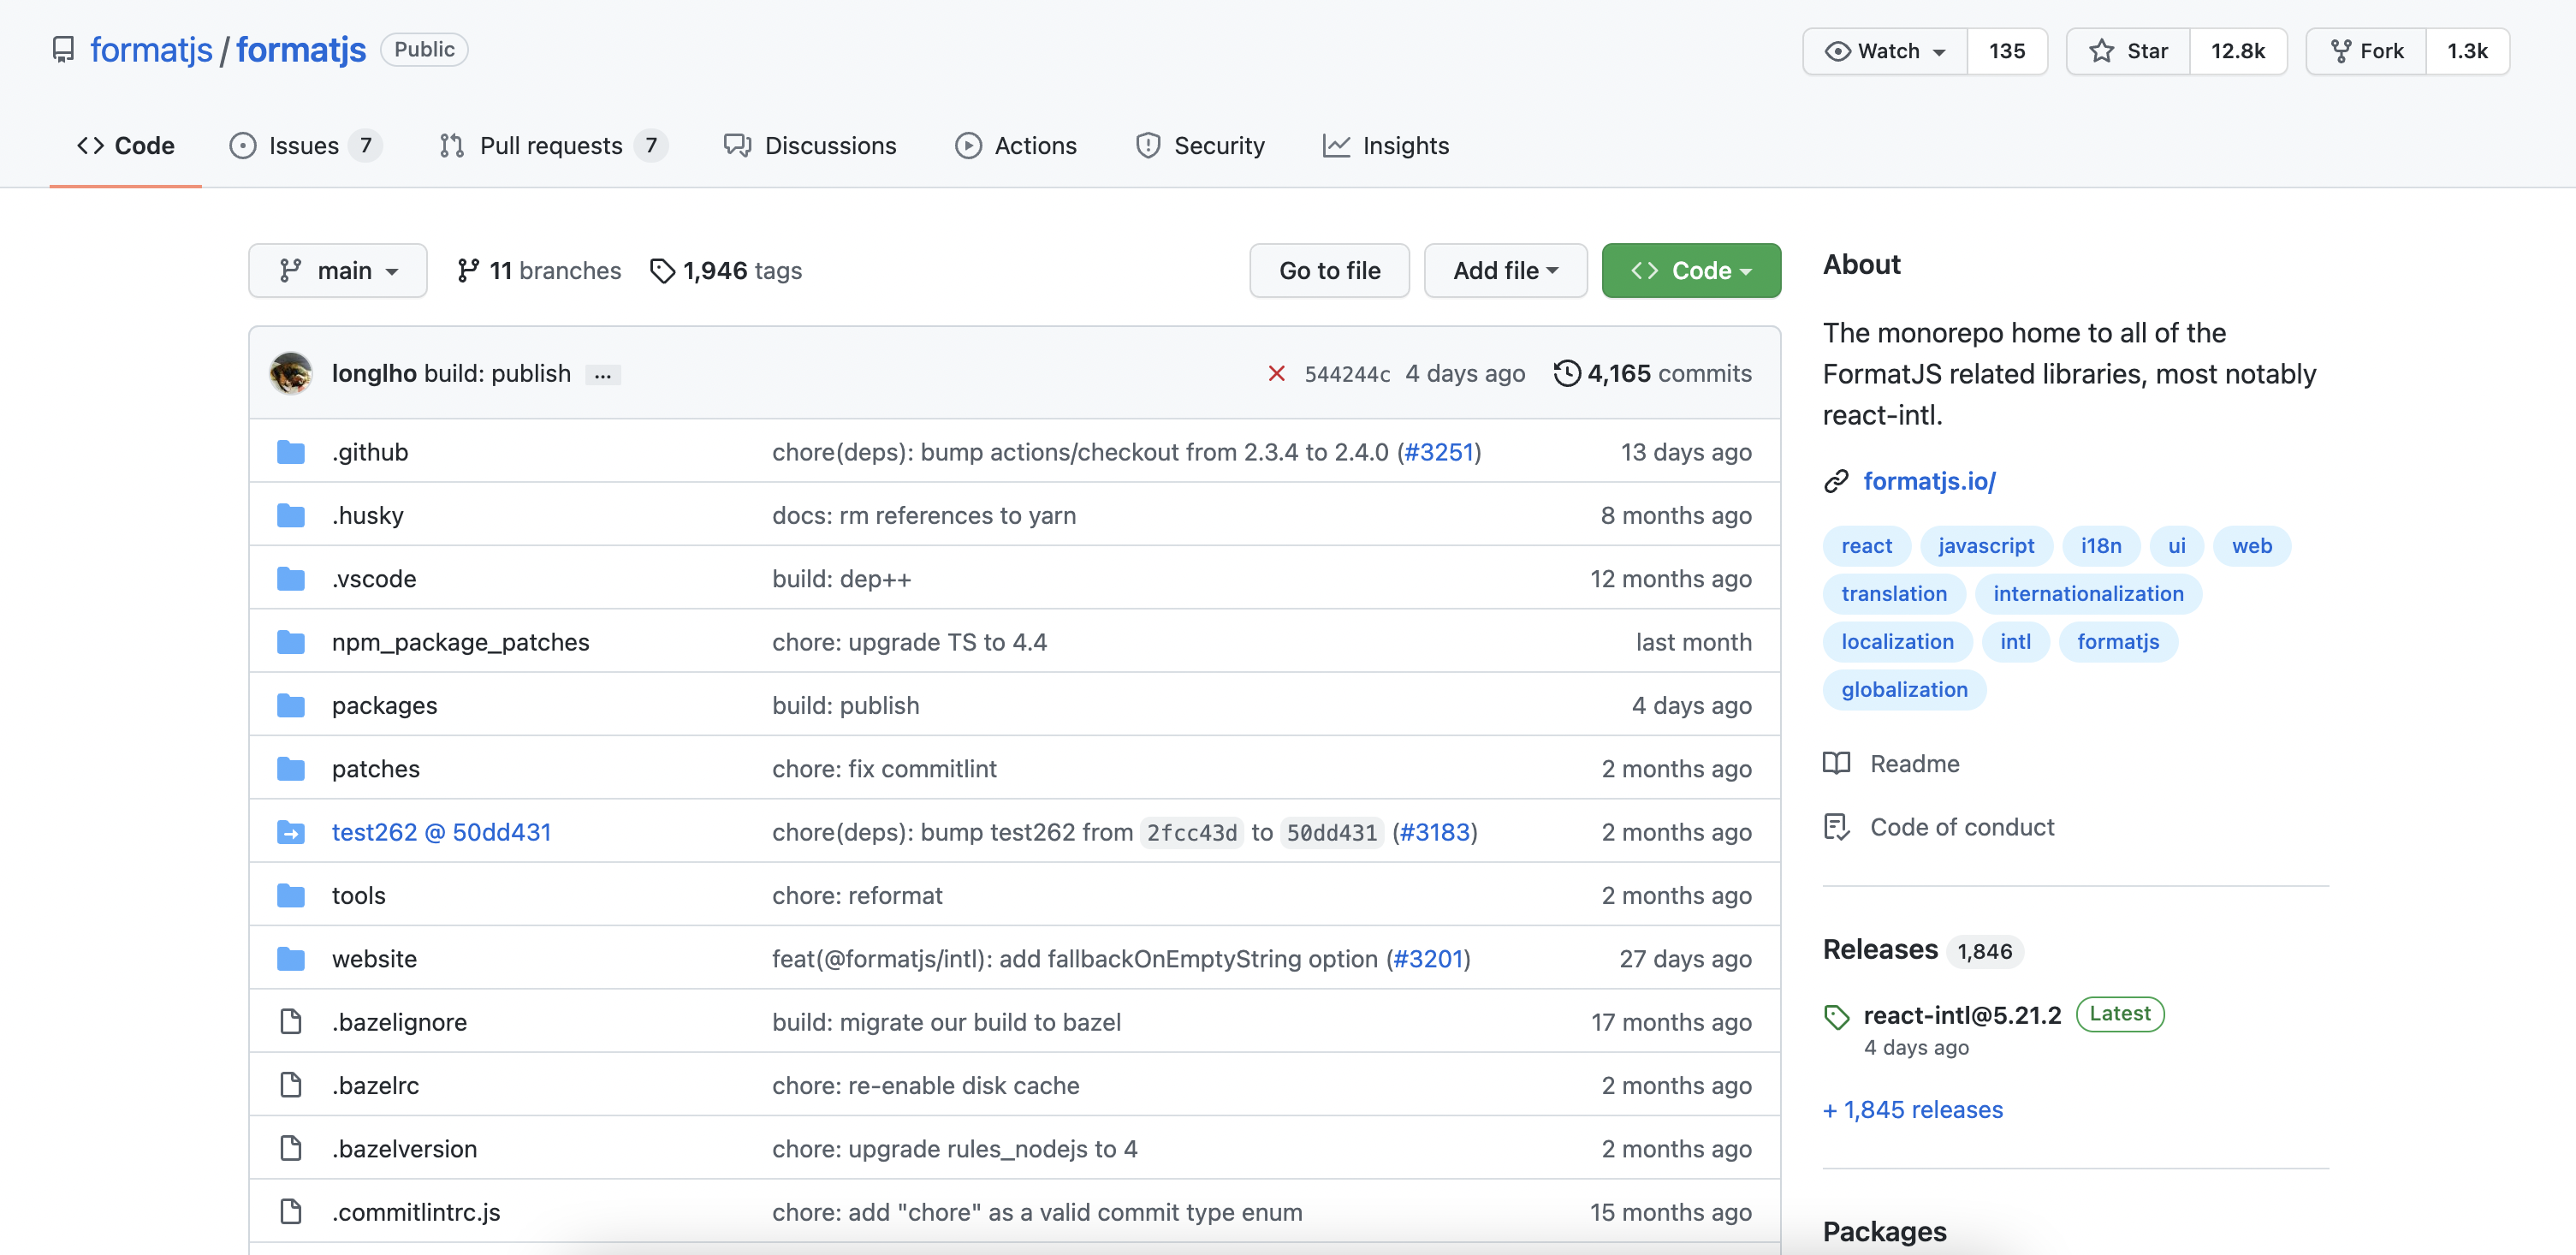 formatjs / formatjs Public
Watch 135 Star 12.8k Fork 1.3k
Code Issues 7 Pull requests 7 Discussions Actions Security Insights
main 11 branches 1,946 tags Go to file Add file Code
longlho build: publish ... 544244c 4 days ago 4,165 commits
.github chore(deps): bump actions/checkout from 2.3.4 to 2.4.0 (#3251) 13 days ago
.husky docs: rm references to yarn 8 months ago
.vscode build: dep++ 12 months ago
npm_package_patches chore: upgrade TS to 4.4 last month
packages build: publish 4 days ago
patches chore: fix commitlint 2 months ago
test262 @ 50dd431 chore(deps): bump test262 from 2fcc43d to 50dd431 (#3183) 2 months ago
tools chore: reformat 2 months ago
website feat(@formatjs/intl): add fallbackOnEmptyString option (#3201) 27 days ago
.bazelignore build: migrate our build to bazel 17 months ago
.bazelrc chore: re-enable disk cache 2 months ago
.bazelversion chore: upgrade rules_nodejs to 4 2 months ago
.commitlintrc.js chore: add "chore" as a valid commit type enum 15 months ago
About
The monorepo home to all of the
FormatJS related libraries, most notably
react-intl.
formatjs.io/
react javascript i18n ui web
translation internationalization
localization intl formatjs
globalization
Readme
Code of conduct
Releases 1,846
react-intl@5.21.2 Latest
4 days ago
+ 1,845 releases
Packages